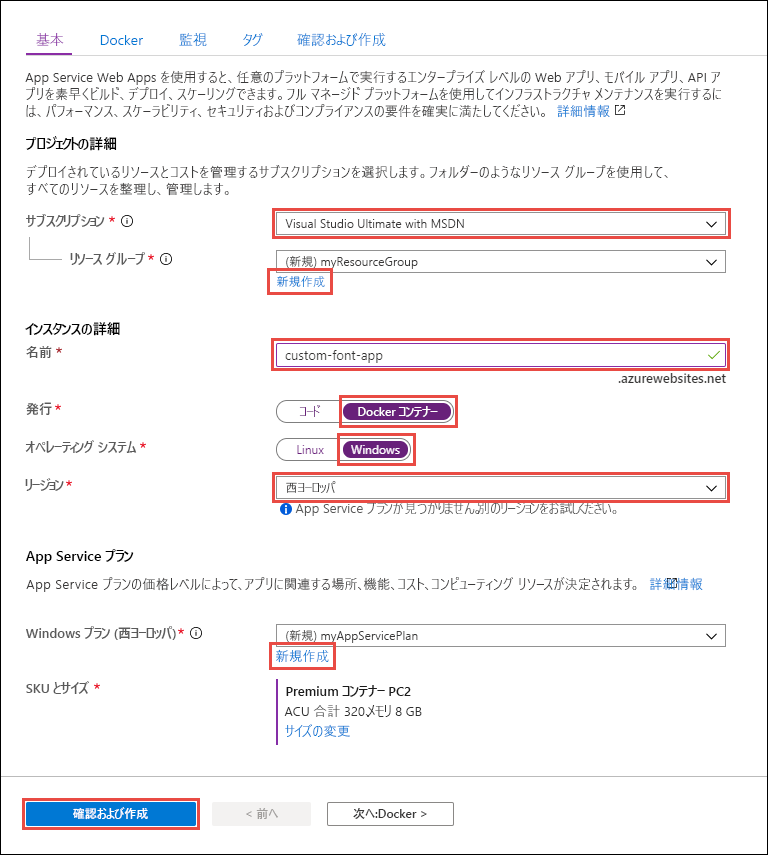 基本 Docker 監視 タグ 確認および作成
App Service Web Apps を使用すると、任意のプラットフォームで実行するエンタープライズ レベルの Web アプリ、モバイル アプリ、API ア
プリを素早くビルド、デプロイ、スケーリングできます。フル マネージド プラットフォームを使用してインフラストラクチャ メンテナンスを実行するに
は、パフォーマンス、スケーラビリティ、セキュリティおよびコンプライアンスの要件を確実に満たしてください。 詳細情報
プロジェクトの詳細
デプロイされているリソースとコストを管理するサブスクリプションを選択します。フォルダーのようなリソース グループを使用して、
すべてのリソースを整理し、管理します。
サブスクリプション *
Visual Studio Ultimate with MSDN
リソース グループ *
(新規) myResourceGroup
新規作成
インスタンスの詳細
名前 *
custom-font-app
.azurewebsites.net
発行 *
コード Docker コンテナー
オペレーティング システム *
Linux Windows
リージョン *
西ヨーロッパ
App Service プランが見つかりません。別のリージョンをお試しください。
App Service プラン
App Service プランの価格レベルによって、アプリに関連する場所、機能、コスト、コンピューティング リソースが決定されます。 詳細情報
Windows プラン (西ヨーロッパ) *
(新規) myAppServicePlan
新規作成
SKU とサイズ *
Premium コンテナー PC2
ACU 合計 320、メモリ 8 GB
サイズの変更
確認および作成 < 前へ 次へ:Docker >